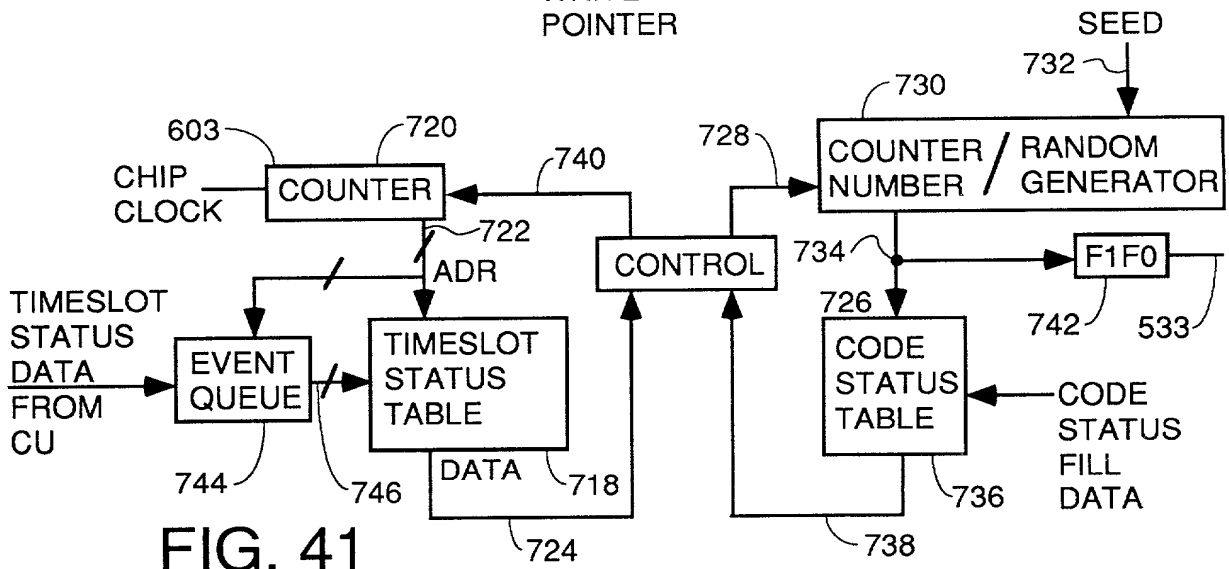 POINTER
SEED
732
730
720
603
740
728
COUNTER
NUMBER
/
RANDOM
GENERATOR
CHIP
CLOCK
COUNTER
722
734
CONTROL
F1F0
ADR
726
742
533
TIMESLOT
STATUS
DATA
FROM
CU
EVENT
QUEUE
TIMESLOT
STATUS
TABLE
CODE
STATUS
TABLE
CODE
STATUS
FILL
DATA
DATA
744
746
718
736
724
738
FIG. 41